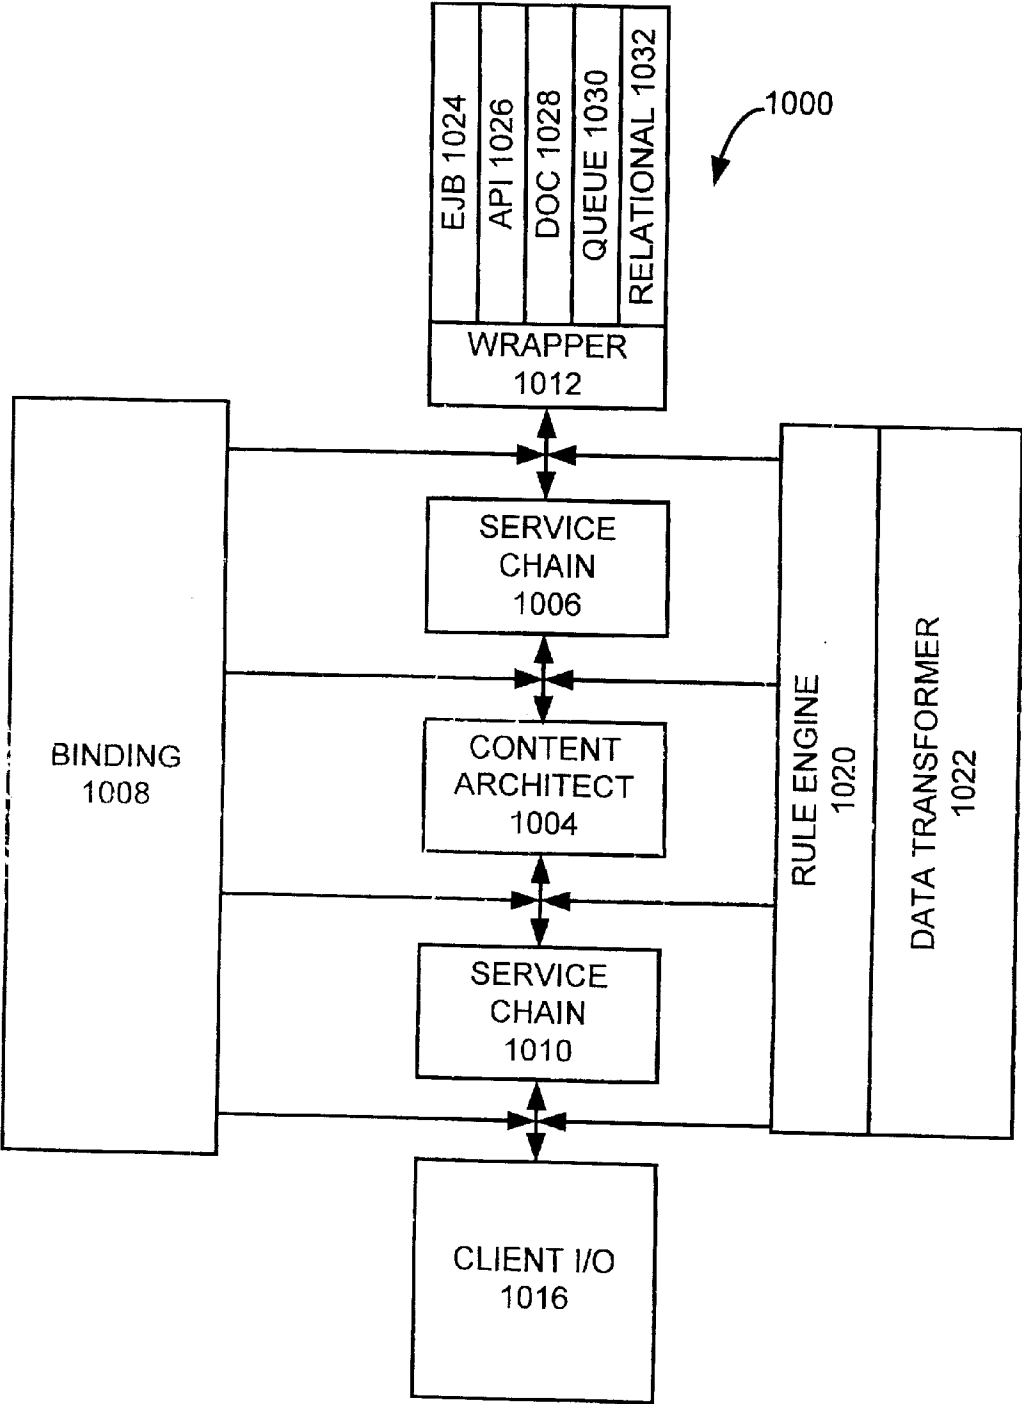 EJB 1024
API 1026
DOC 1028
QUEUE 1030
RELATIONAL 1032
1000
WRAPPER
1012
SERVICE
CHAIN
1006
BINDING
1008
CONTENT
ARCHITECT
1004
RULE ENGINE
1020
DATA TRANSFORMER
1022
SERVICE
CHAIN
1010
CLIENT I/O
1016